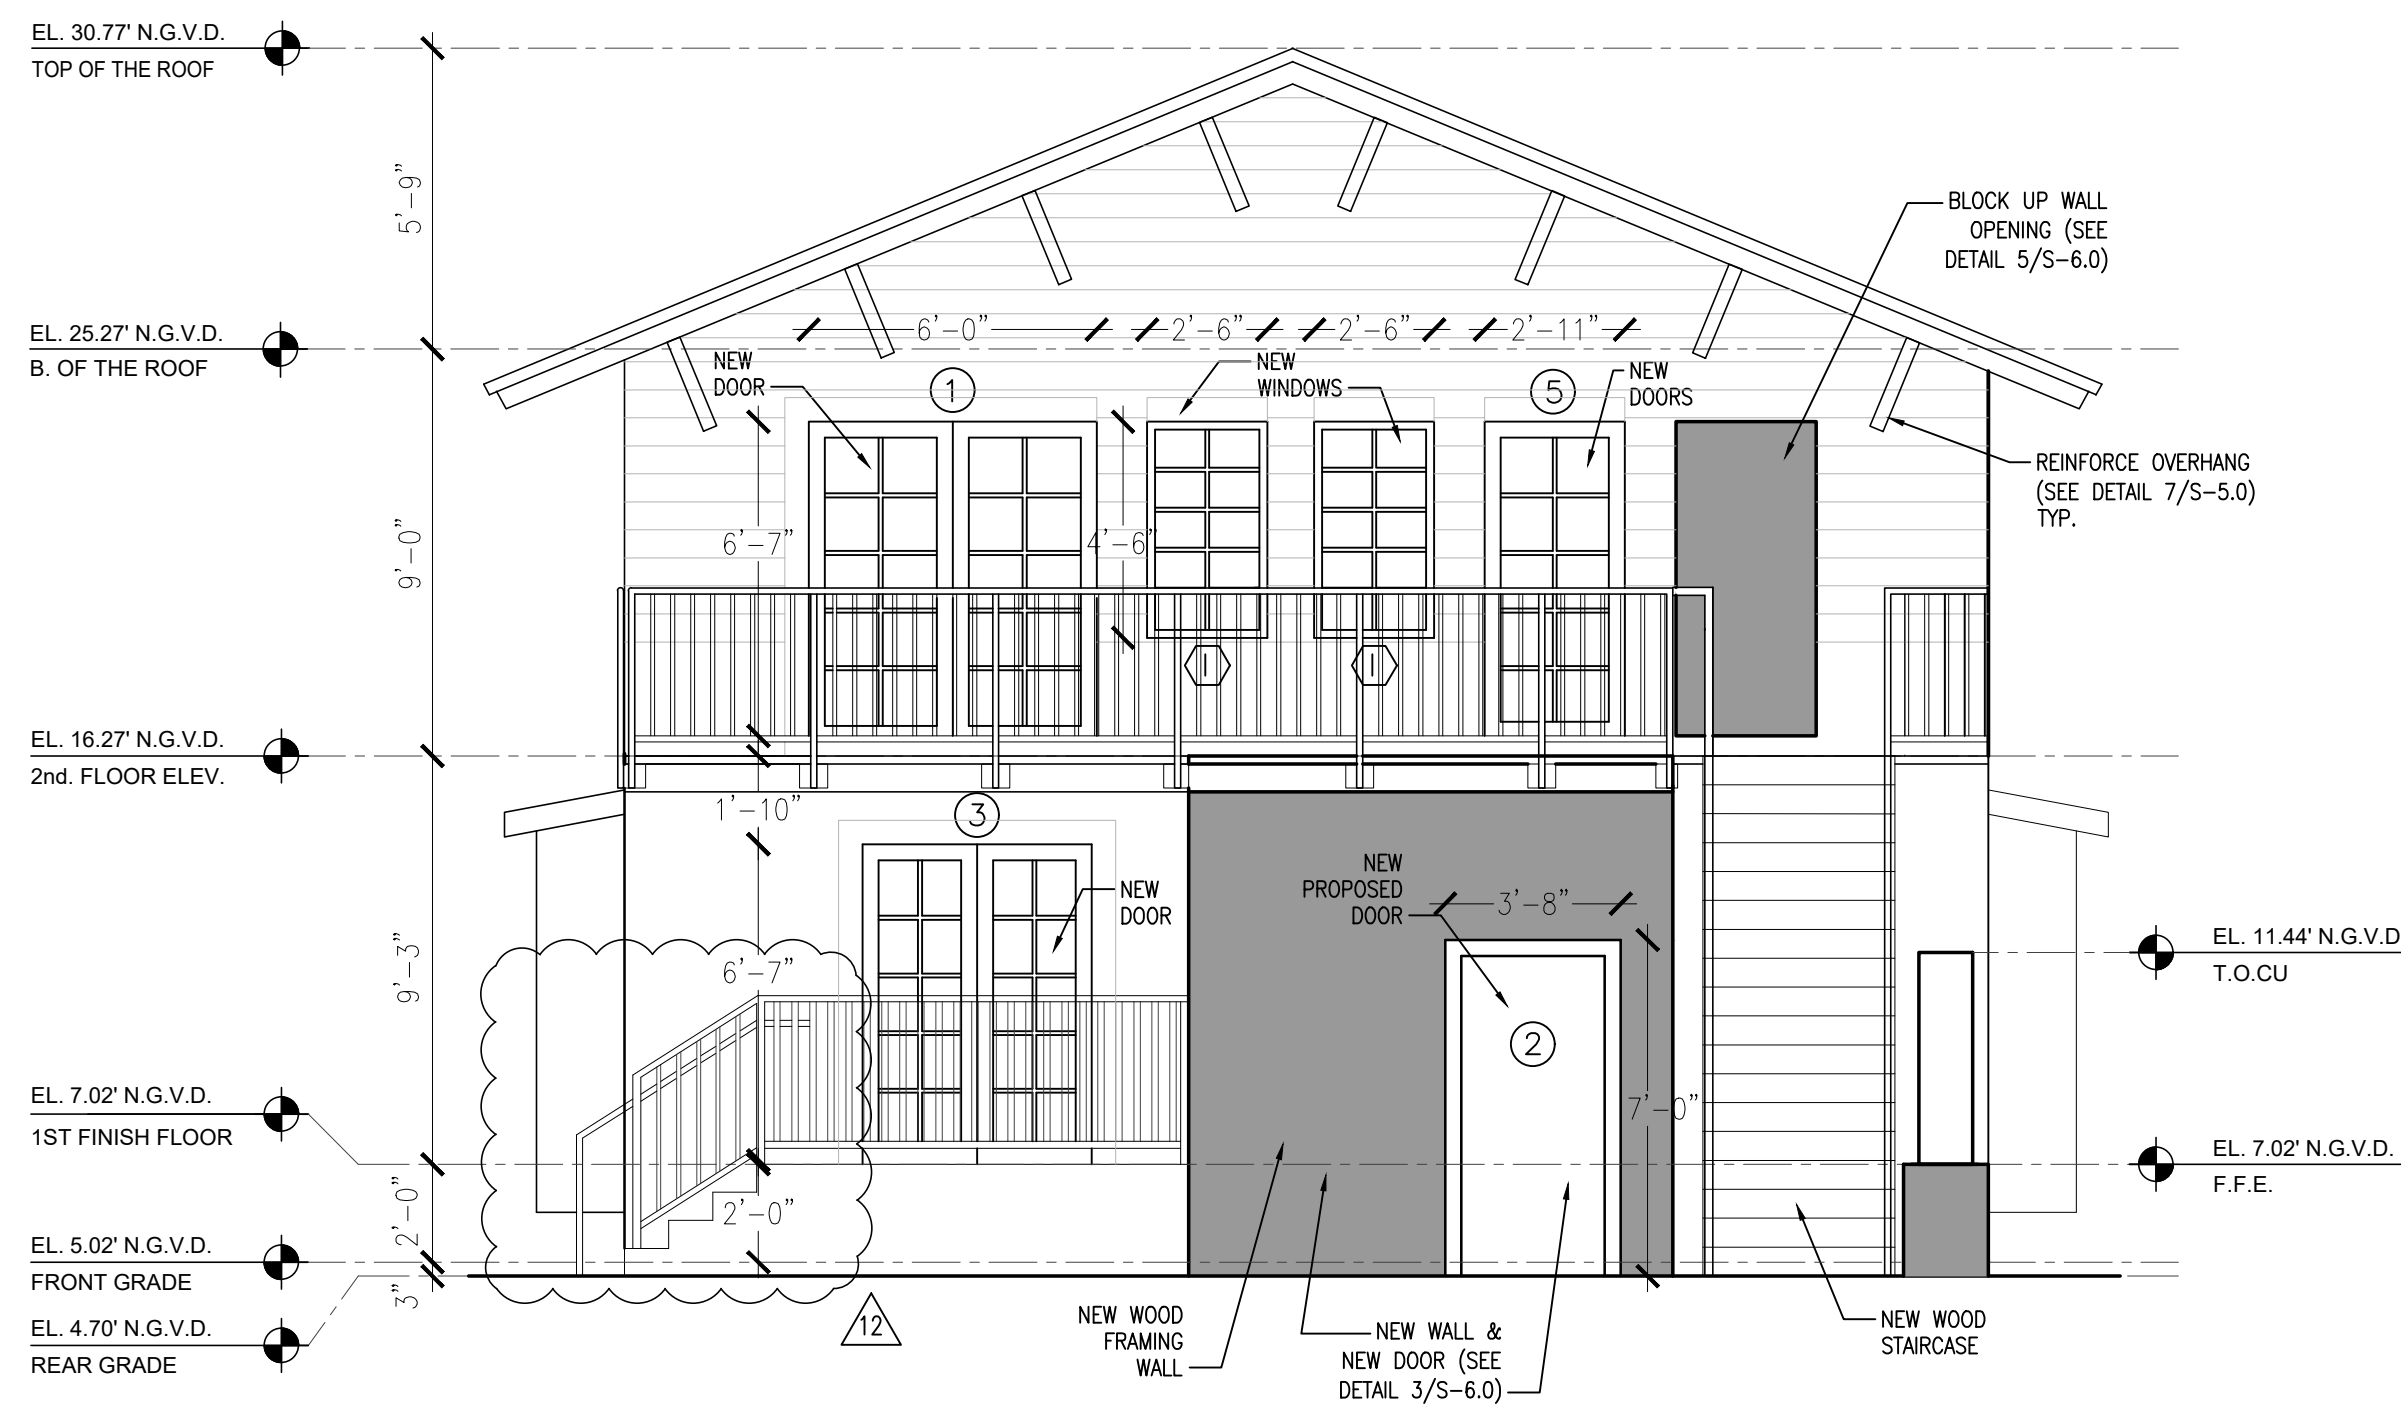 EL. 30.77' N.G.V.D.
TOP OF THE ROOF
5'-9"
BLOCK UP WALL
OPENING (SEE
DETAIL 5/S-6.0)
EL. 25.27' N.G.V.D.
B. OF THE ROOF
6'-0"
2'-6"
2'-6"
2'-11"
NEW
DOOR
1
NEW
WINDOWS
5
NEW
DOORS
REINFORCE OVERHANG
(SEE DETAIL 7/S-5.0)
TYP.
9'-0"
6'-7"
4'-6"
I
I
EL. 16.27' N.G.V.D.
2nd. FLOOR ELEV.
1'-10"
3
NEW
DOOR
NEW
PROPOSED
DOOR
3'-8"
9'-3"
6'-7"
EL. 11.44' N.G.V.D
T.O.CU
2
7'-0"
EL. 7.02' N.G.V.D.
1ST FINISH FLOOR
EL. 7.02' N.G.V.D.
F.F.E.
2'-0"
2'-0"
EL. 5.02' N.G.V.D.
FRONT GRADE
3"
EL. 4.70' N.G.V.D.
REAR GRADE
12
NEW WOOD
FRAMING
WALL
NEW WALL &
NEW DOOR (SEE
DETAIL 3/S-6.0)
NEW WOOD
STAIRCASE